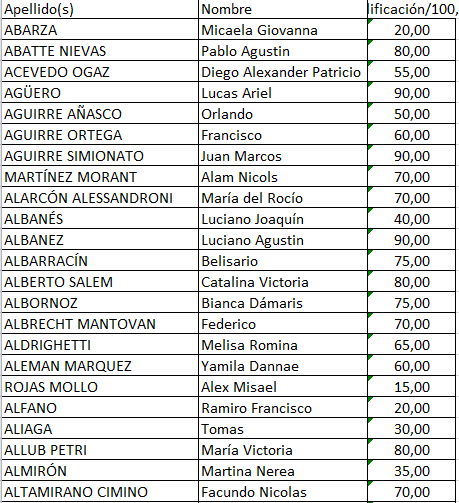 Apellido(s) Nombre lificación/100,
ABARZA Micaela Giovanna 20,00
ABATTE NIEVAS Pablo Agustin 80,00
ACEVEDO OGAZ Diego Alexander Patricio 55,00
AGÜERO Lucas Ariel 90,00
AGUIRRE AÑASCO Orlando 50,00
AGUIRRE ORTEGA Francisco 60,00
AGUIRRE SIMIONATO Juan Marcos 90,00
MARTÍNEZ MORANT Alam Nicols 70,00
ALARCÓN ALESSANDRONI María del Rocío 70,00
ALBANÉS Luciano Joaquín 40,00
ALBANEZ Luciano Agustin 90,00
ALBARRACÍN Belisario 75,00
ALBERTO SALEM Catalina Victoria 80,00
ALBORNOZ Bianca Dámaris 75,00
ALBRECHT MANTOVAN Federico 70,00
ALDRIGHETTI Melisa Romina 65,00
ALEMAN MARQUEZ Yamila Dannae 60,00
ROJAS MOLLO Alex Misael 15,00
ALFANO Ramiro Francisco 20,00
ALIAGA Tomas 30,00
ALLUB PETRI María Victoria 80,00
ALMIRÓN Martina Nerea 35,00
ALTAMIRANO CIMINO Facundo Nicolas 70,00